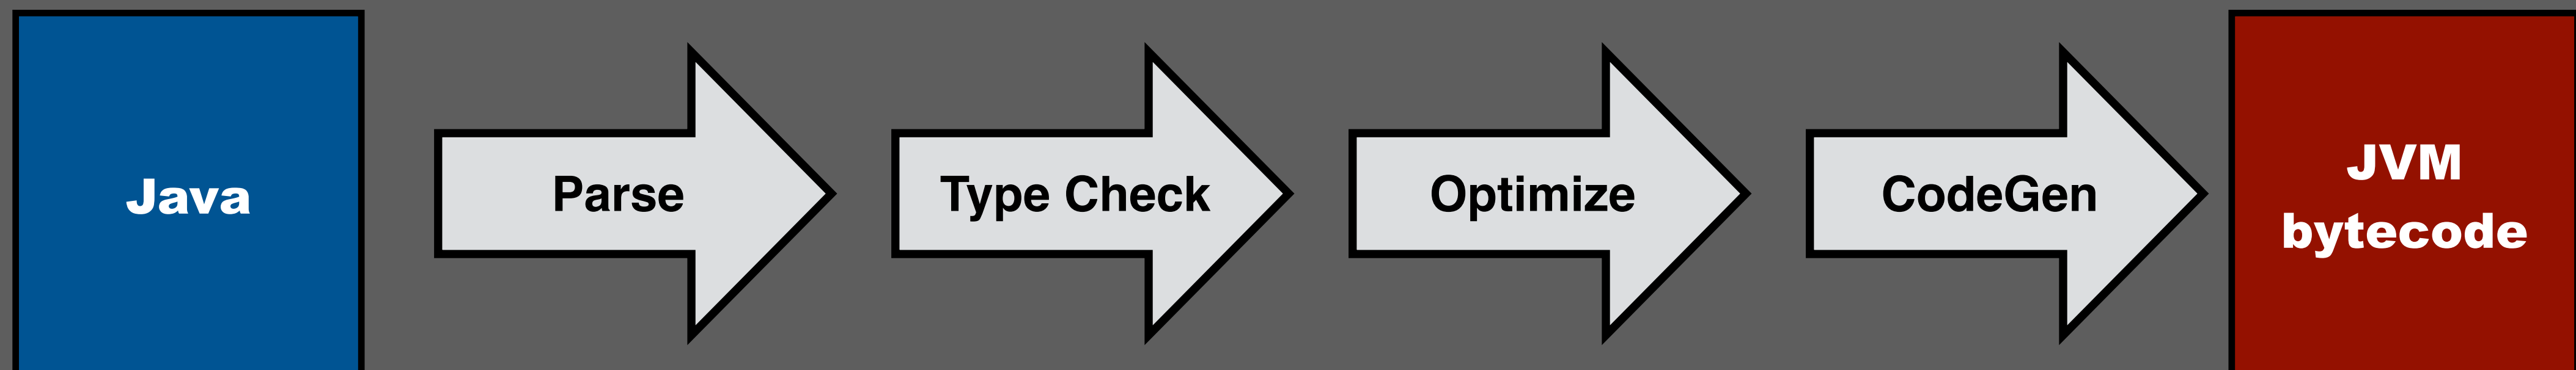 Java
Parse
Type Check
Optimize
CodeGen
JVM
bytecode